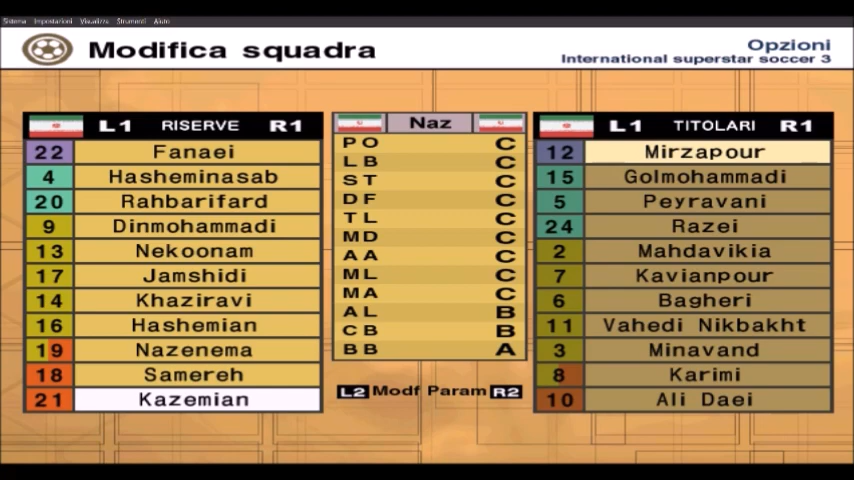 Sistema Impostazioni Visualizza Strumenti Aiuto
Modifica squadra
Opzioni
International superstar soccer 3
L1 RISERVE R1
22 Fanaei
4 Hasheminasab
20 Rahbarifard
9 Dinmohammadi
13 Nekoonam
17 Jamshidi
14 Khaziravi
16 Hashemian
19 Nazenema
18 Samereh
21 Kazemian
Naz
PO C
LB C
ST C
DF C
TL C
MD C
AA C
ML C
MA C
AL B
CB B
BB A
L2 Modf Param R2
L1 TITOLARI R1
12 Mirzapour
15 Golmohammadi
5 Peyravani
24 Razei
2 Mahdavikia
7 Kavianpour
6 Bagheri
11 Vahedi Nikbakht
3 Minavand
8 Karimi
10 Ali Daei